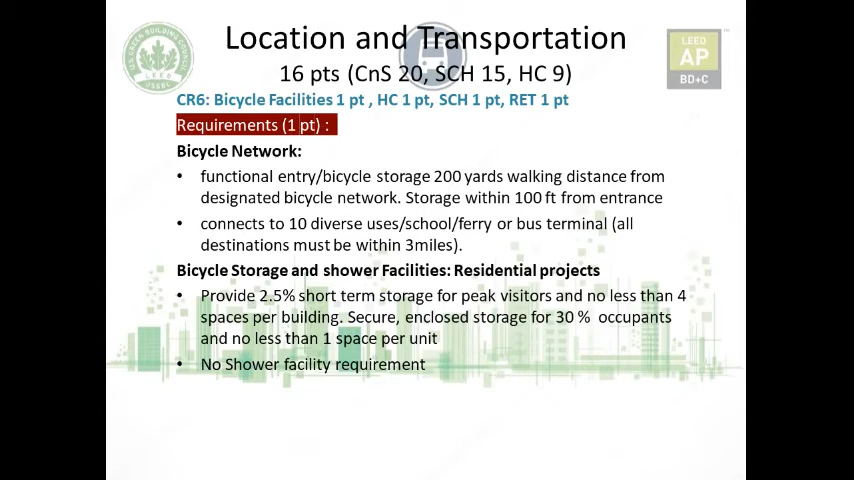 Location and Transportation
16 pts (CnS 20, SCH 15, HC 9)
CR6: Bicycle Facilities 1 pt , HC 1 pt, SCH 1 pt, RET 1 pt
Requirements (1 pt) :
Bicycle Network:
• functional entry/bicycle storage 200 yards walking distance from
designated bicycle network. Storage within 100 ft from entrance
• connects to 10 diverse uses/school/ferry or bus terminal (all
destinations must be within 3miles).
Bicycle Storage and shower Facilities: Residential projects
• Provide 2.5% short term storage for peak visitors and no less than 4
spaces per building. Secure, enclosed storage for 30 % occupants
and no less than 1 space per unit
• No Shower facility requirement
U.S. GREEN BUILDING COUNCIL
LEED
USGBC
LEED
AP
BD+C